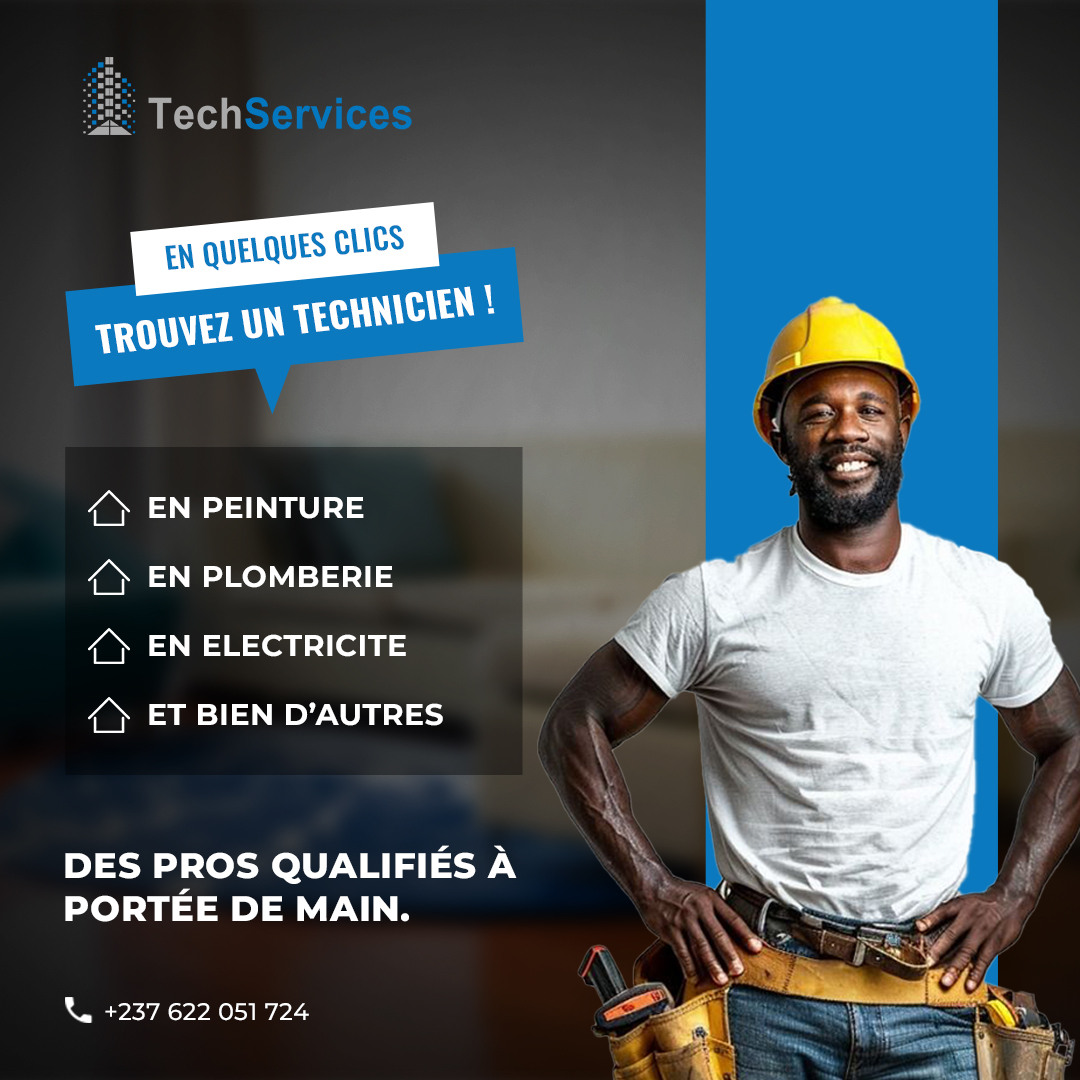 TechServices
EN QUELQUES CLICS
TROUVEZ UN TECHNICIEN !
EN PEINTURE
EN PLOMBERIE
EN ELECTRICITE
ET BIEN D’AUTRES
DES PROS QUALIFIÉS À
PORTÉE DE MAIN.
+237 622 051 724